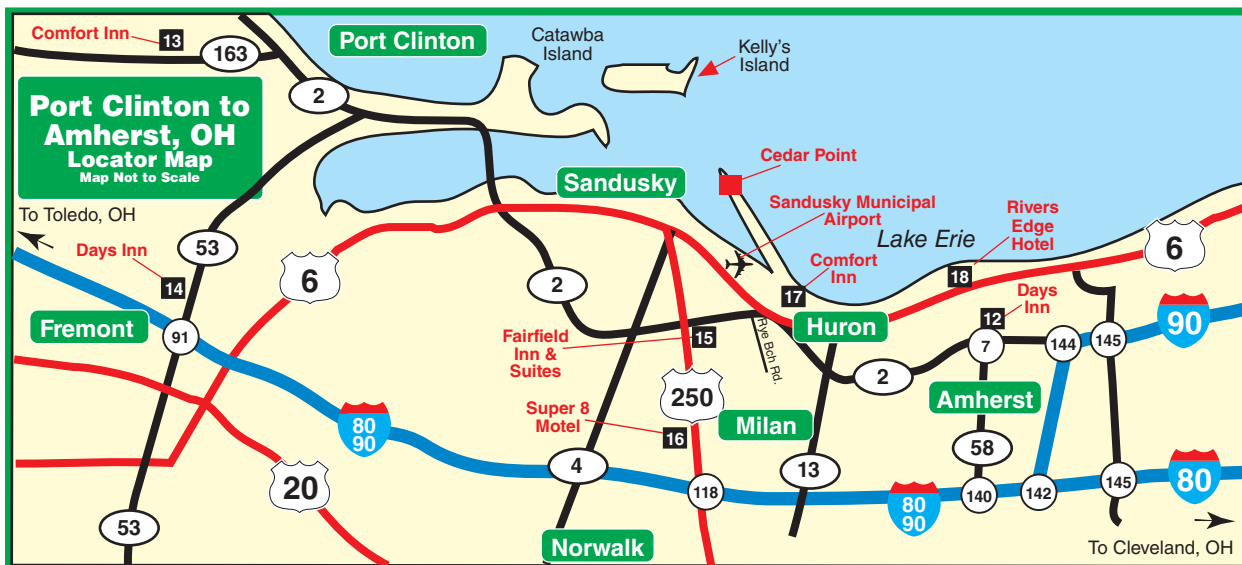 Comfort Inn
13
163
Port Clinton
Catawba
Island
Kelly's
Island
2
Port Clinton to
Amherst, OH
Locator Map
Map Not to Scale
Cedar Point
Sandusky
Sandusky Municipal
Airport
To Toledo, OH
Rivers
Edge
Hotel
Lake Erie
6
53
Days Inn
14
6
2
Comfort
Inn
17
18
Days
Inn
12
90
Fremont
91
Fairfield
Inn &
Suites
15
Rye Bch Rd.
Huron
7
144
145
2
250
Amherst
80
90
Super 8
Motel
16
Milan
58
20
4
13
118
80
90
140
142
145
80
53
Norwalk
To Cleveland, OH